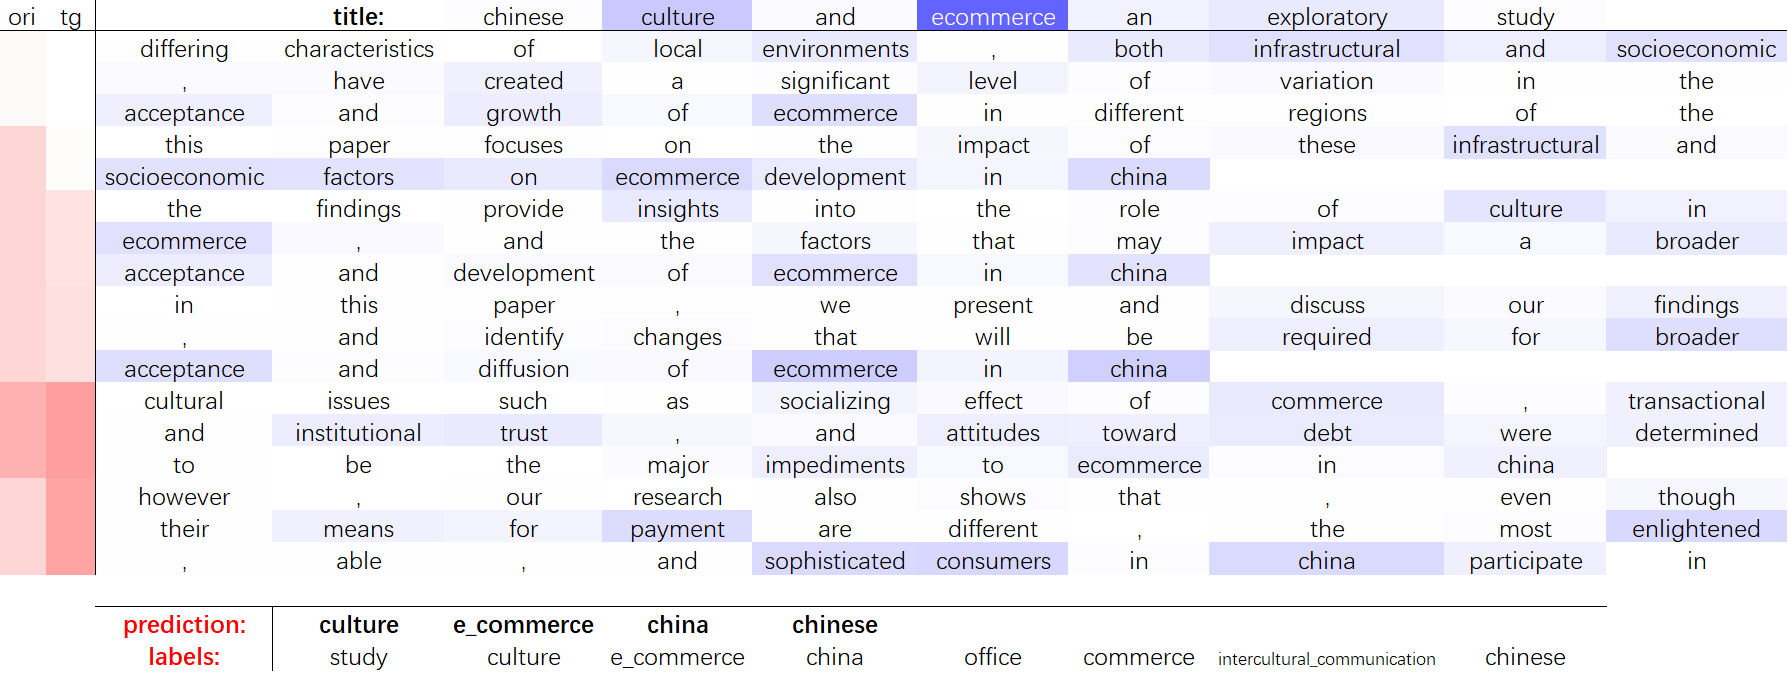 ori tg title: chinese culture and ecommerce an exploratory study
differing characteristics of local environments , both infrastructural and socioeconomic
, have created a significant level of variation in the
acceptance and growth of ecommerce in different regions of the
this paper focuses on the impact of these infrastructural and
socioeconomic factors on ecommerce development in china
the findings provide insights into the role of culture in
ecommerce , and the factors that may impact a broader
acceptance and development of ecommerce in china
in this paper , we present and discuss our findings
, and identify changes that will be required for broader
acceptance and diffusion of ecommerce in china
cultural issues such as socializing effect of commerce , transactional
and institutional trust , and attitudes toward debt were determined
to be the major impediments to ecommerce in china
however , our research also shows that , even though
their means for payment are different , the most enlightened
, able , and sophisticated consumers in china participate in
prediction: culture e_commerce china chinese
labels: study culture e_commerce china office commerce intercultural_communication chinese